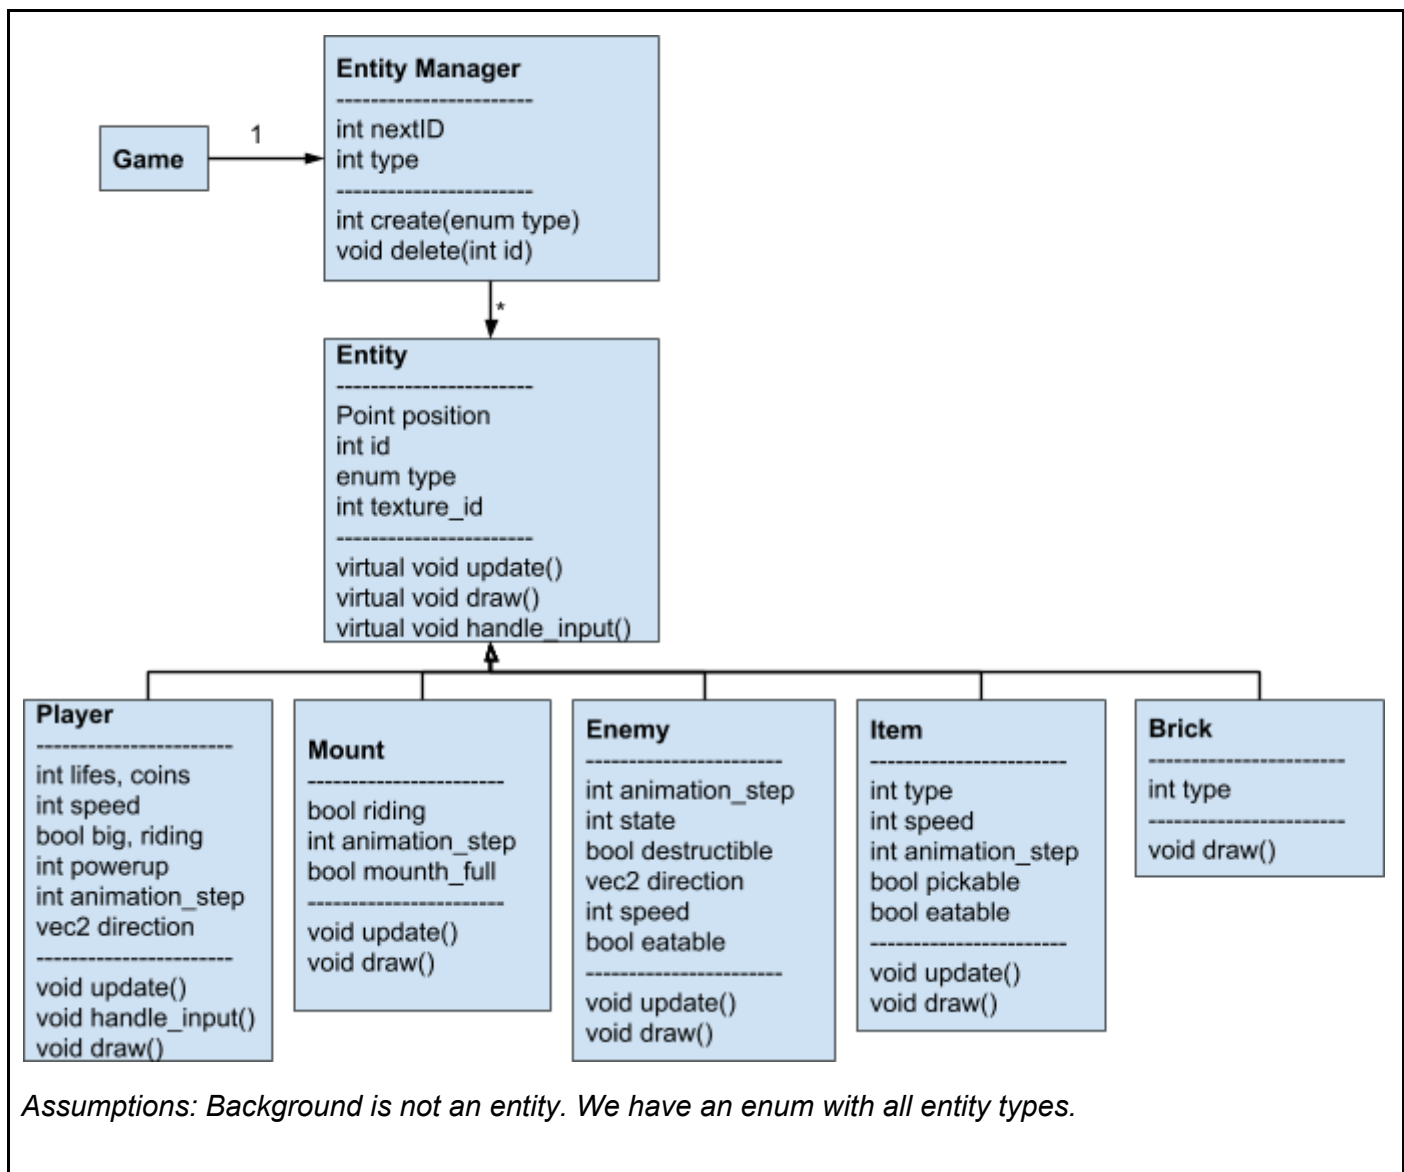 Entity Manager
-----------------------
int nextID
int type
-----------------------
int create(enum type)
void delete(int id)
Game
1
*
Entity
-----------------------
Point position
int id
enum type
int texture_id
-----------------------
virtual void update()
virtual void draw()
virtual void handle_input()
Player
-----------------------
int lifes, coins
int speed
bool big, riding
int powerup
int animation_step
vec2 direction
-----------------------
void update()
void handle_input()
void draw()
Mount
-----------------------
bool riding
int animation_step
bool mounth_full
-----------------------
void update()
void draw()
Enemy
-----------------------
int animation_step
int state
bool destructible
vec2 direction
int speed
bool eatable
-----------------------
void update()
void draw()
Item
-----------------------
int type
int speed
int animation_step
bool pickable
bool eatable
-----------------------
void update()
void draw()
Brick
-----------------------
int type
-----------------------
void draw()
Assumptions: Background is not an entity. We have an enum with all entity types.